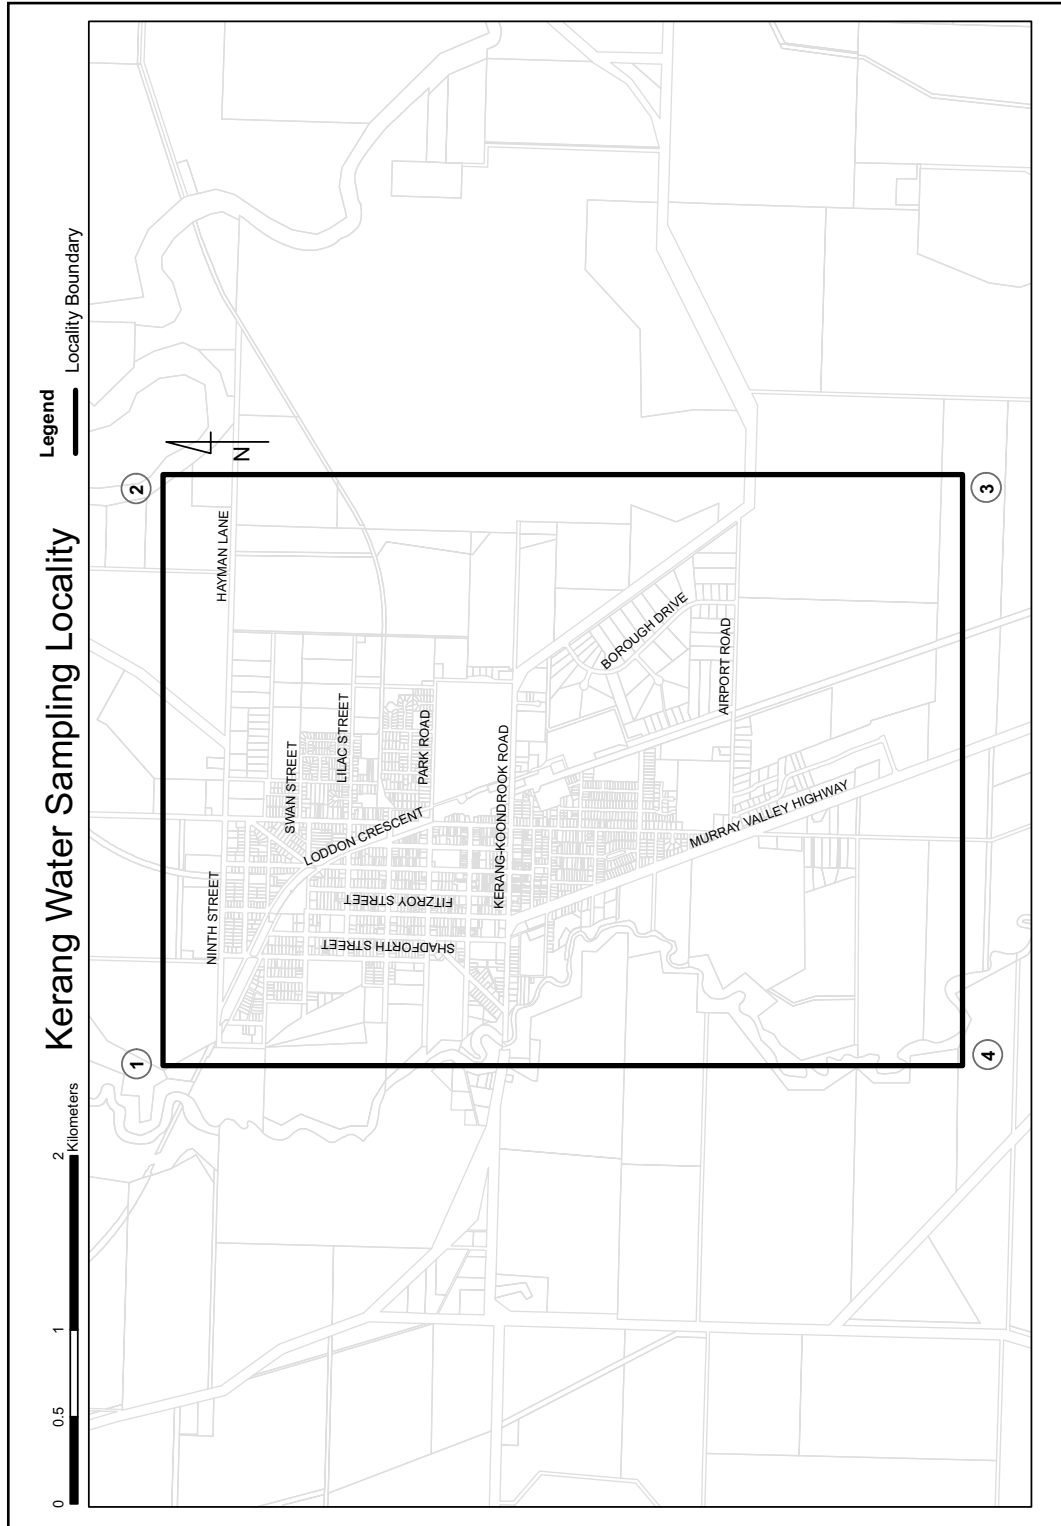 Kerang Water Sampling Locality
Legend
Locality Boundary
0 0.5 1 2
Kilometers
N
1
2
3
4
HAYMAN LANE
NINTH STREET
SWAN STREET
LILAC STREET
PARK ROAD
LODDON CRESCENT
FITZROY STREET
SHADFORTH STREET
KERANG-KOONDROOK ROAD
BOROUGH DRIVE
AIRPORT ROAD
MURRAY VALLEY HIGHWAY